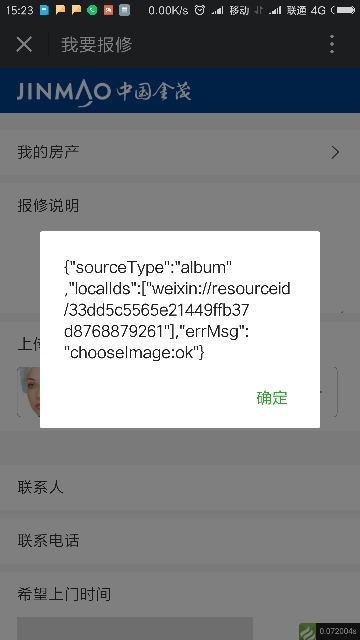 15:23
0.00K/s 移动 联通 4G
我要报修
JINMAO 中国金茂
我的房产
报修说明
{"sourceType":"album"
,"localIds":["weixin://resourceid
/33dd5c5565e21449ffb37
d8768879261"],"errMsg":
"chooseImage:ok"}
确定
上传
联系人
联系电话
希望上门时间
0.072004s